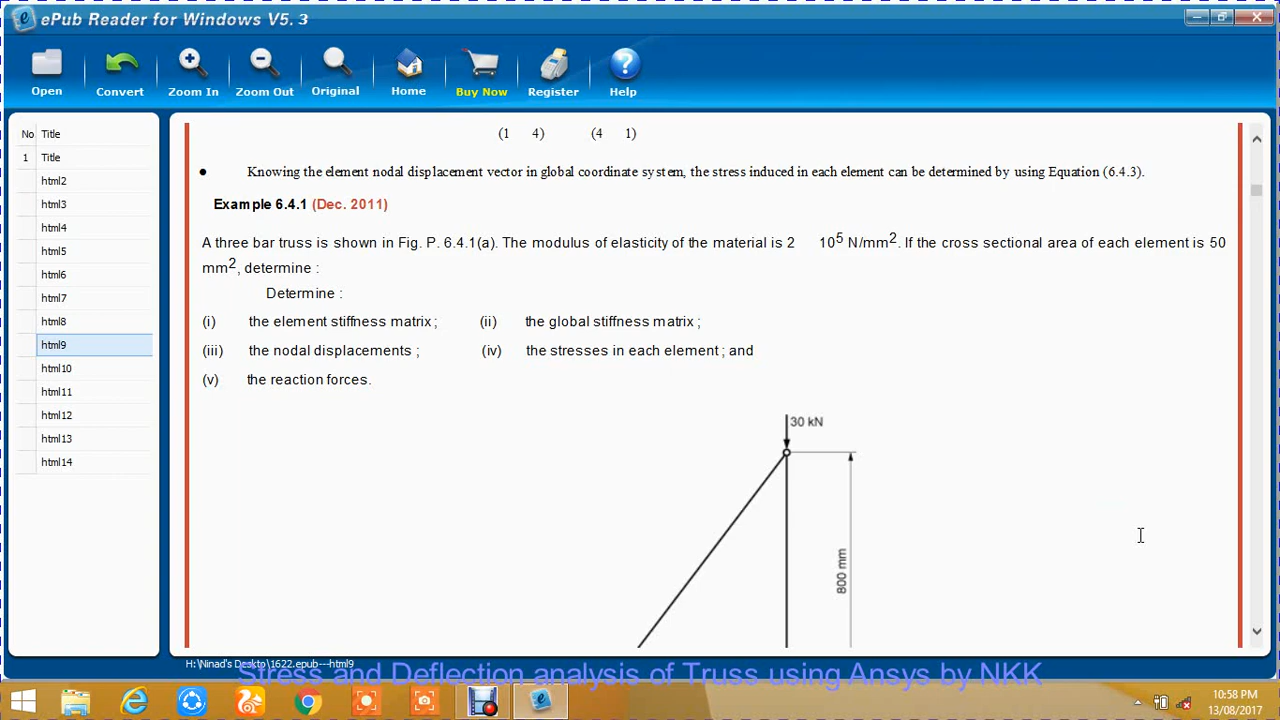 ePub Reader for Windows V5.3
Open
Convert
Zoom In
Zoom Out
Original
Home
Buy Now
Register
Help
No Title
1 Title
html2
html3
html4
html5
html6
html7
html8
html9
html10
html11
html12
html13
html14
(1 4) (4 1)
● Knowing the element nodal displacement vector in global coordinate system, the stress induced in each element can be determined by using Equation (6.4.3).
Example 6.4.1 (Dec. 2011)
A three bar truss is shown in Fig. P. 6.4.1(a). The modulus of elasticity of the material is 2 10⁵ N/mm². If the cross sectional area of each element is 50
mm², determine :
Determine :
(i) the element stiffness matrix ; (ii) the global stiffness matrix ;
(iii) the nodal displacements ; (iv) the stresses in each element ; and
(v) the reaction forces.
30 kN
800 mm
H:\Ninad's Deskto\1622.epub---html9
Stress and Deflection analysis of Truss using Ansys by NKK
10:58 PM
13/08/2017